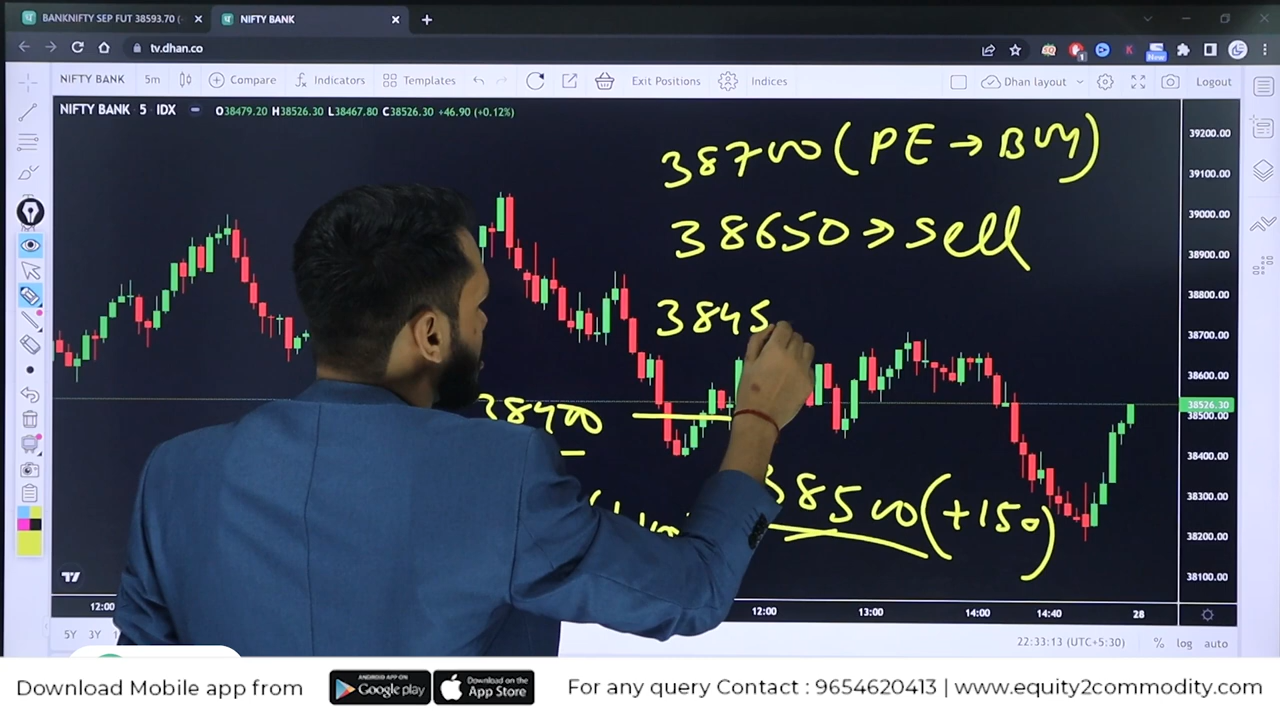 BANKNIFTY SEP FUT 38593.70 (
NIFTY BANK
tv.dhan.co
New
1
NIFTY BANK 5m Compare Indicators Templates Exit Positions Indices Dhan layout Logout
NIFTY BANK 5 IDX O38479.20 H38526.30 L38467.80 C38526.30 +46.90 (+0.12%)
39200.00
39100.00
39000.00
38900.00
38800.00
38700.00
38600.00
38526.30
38500.00
38400.00
38300.00
38200.00
38100.00
38700 (PE → BUY)
38650 → sell
3845
38400
38500 (+150)
12:00 12:00 13:00 14:00 14:40 28
5Y 3Y 1 22:33:13 (UTC+5:30) % log auto
Download Mobile app from
ANDROID APP ON
Google play
Download on the
App Store
For any query Contact : 9654620413 | www.equity2commodity.com